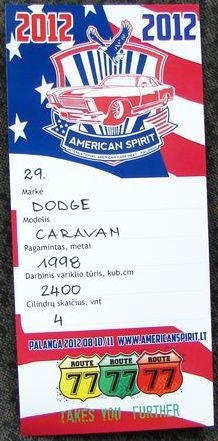 2012 2012
AMERICAN SPIRIT
29.
Markė
DODGE
Modelis
CARAVAN
Pagamintas, metai
1998
Darbinis variklio tūris, kub.cm
2400
Cilindrų skaičius, vnt
4
PALANGA 2012 08 10/11 WWW.AMERICANSPIRIT.LT
ROUTE ROUTE ROUTE
77 77 77
TAKES YOU FURTHER